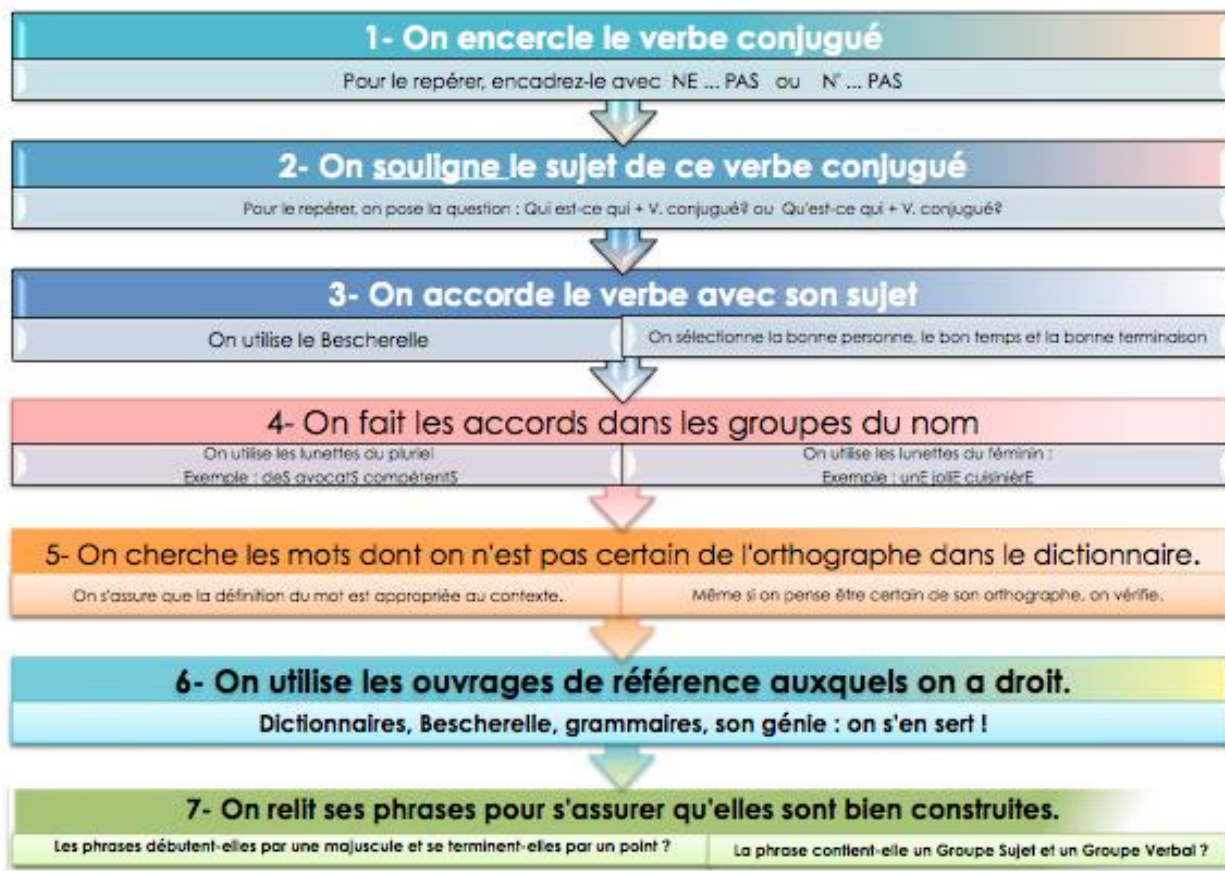 1- On encercle le verbe conjugué
Pour le repérer, encadrez-le avec NE ... PAS ou N' ... PAS
2- On souligne le sujet de ce verbe conjugué
Pour le repérer, on pose la question : Qui est-ce qui + V. conjugué? ou Qu'est-ce qui + V. conjugué?
3- On accorde le verbe avec son sujet
On utilise le Bescherelle
On sélectionne la bonne personne, le bon temps et la bonne terminaison
4- On fait les accords dans les groupes du nom
On utilise les lunettes du pluriel
Exemple : deS avocatS compétentS
On utilise les lunettes du féminin :
Exemple : unE joliE cuisinièrE
5- On cherche les mots dont on n'est pas certain de l'orthographe dans le dictionnaire.
On s'assure que la définition du mot est appropriée au contexte.
Même si on pense être certain de son orthographe, on vérifie.
6- On utilise les ouvrages de référence auxquels on a droit.
Dictionnaires, Bescherelle, grammaires, son génie : on s'en sert !
7- On relit ses phrases pour s'assurer qu'elles sont bien construites.
Les phrases débutent-elles par une majuscule et se terminent-elles par un point ?
La phrase contient-elle un Groupe Sujet et un Groupe Verbal ?